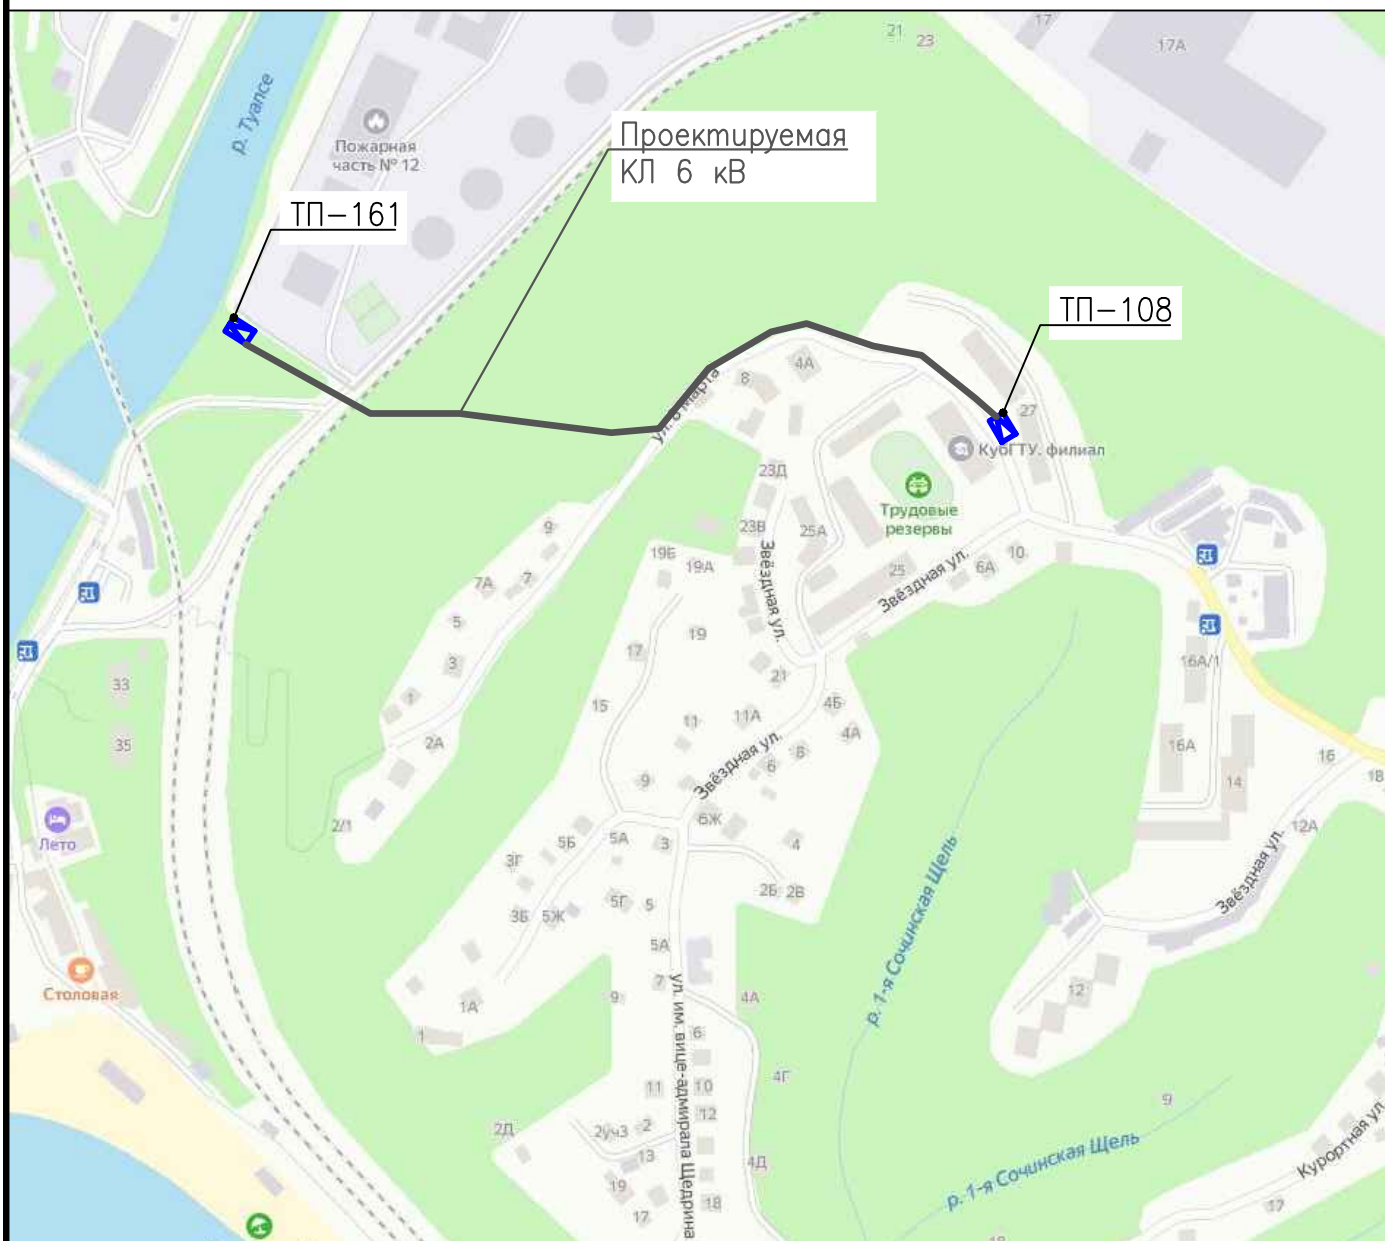 17
21
23
17А
р. Туапсе
Пожарная
часть № 12
Проектируемая
КЛ 6 кВ
ТП-161
ТП-108
4А
8
27
КубГТУ. филиал
23Д
Трудовые
резервы
9
23В
25А
19Б
19А
7А
7
Звёздная ул.
25
Звёздная ул.
6А
10
5
19
17
3
21
16А/1
33
1
15
4Б
11
11А
4А
35
2А
16А
8
Звёздная ул.
6
16
9
14
18
2/1
6Ж
12А
Лето
5А
5Б
3
4
3Г
Звёздная ул.
2Б
2В
5Г
5
3Б
5Ж
р. 1-я Сочинская Щель
5А
7
Столовая
12
9
4А
1А
1
6
ул. им. вице-адмирала Щедрина
4Г
11
10
9
12
2Д
2уч3
2
р. 1-я Сочинская Щель
13
4Д
Курортная ул.
19
18
17
17